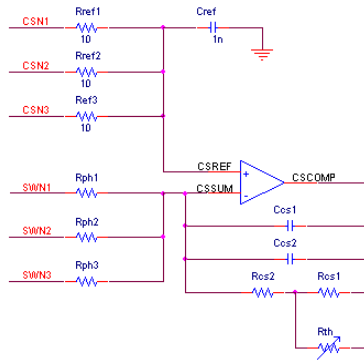 Rref1 Cref
CSN1
10 1n
Rref2
CSN2
10
Rref3
CSN3
10
CSREF
+ CSCOMP
Rph1 CSSUM
SWN1 -
Ccs1
Rph2
SWN2
Ccs2
Rph3
SWN3 Rcs2 Rcs1
Rth